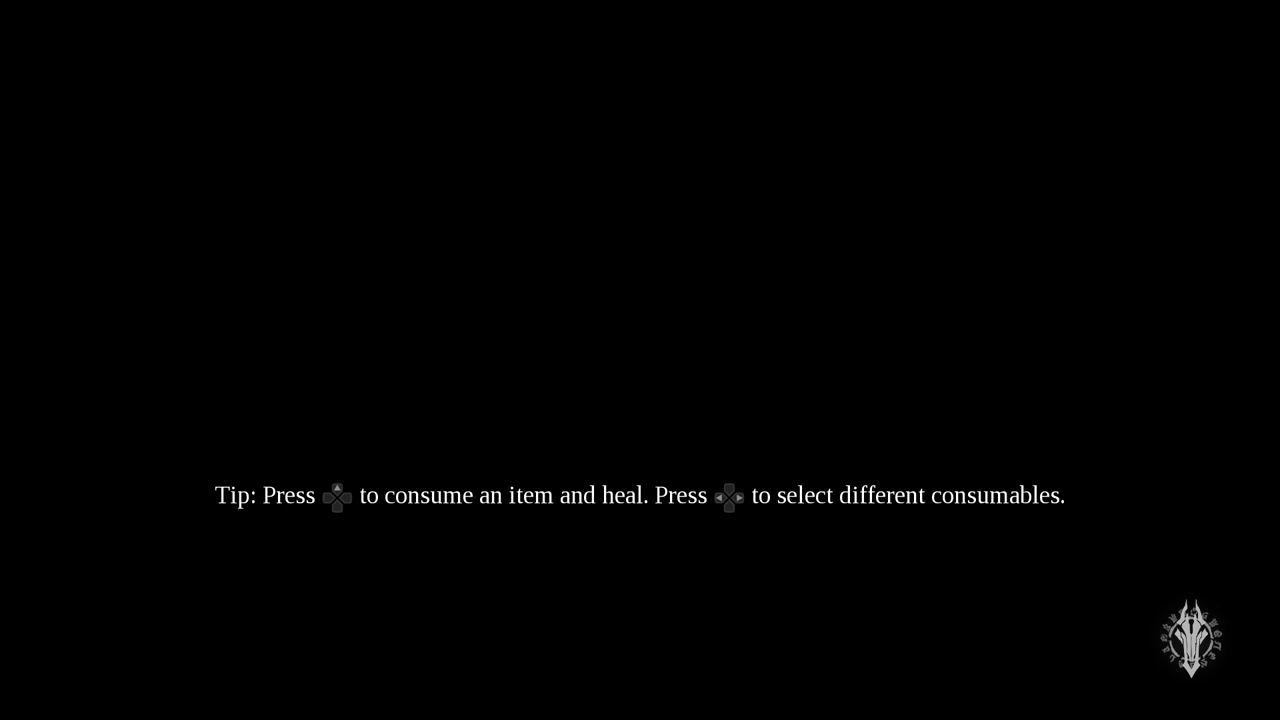 Tip: Press to consume an item and heal. Press to select different consumables.